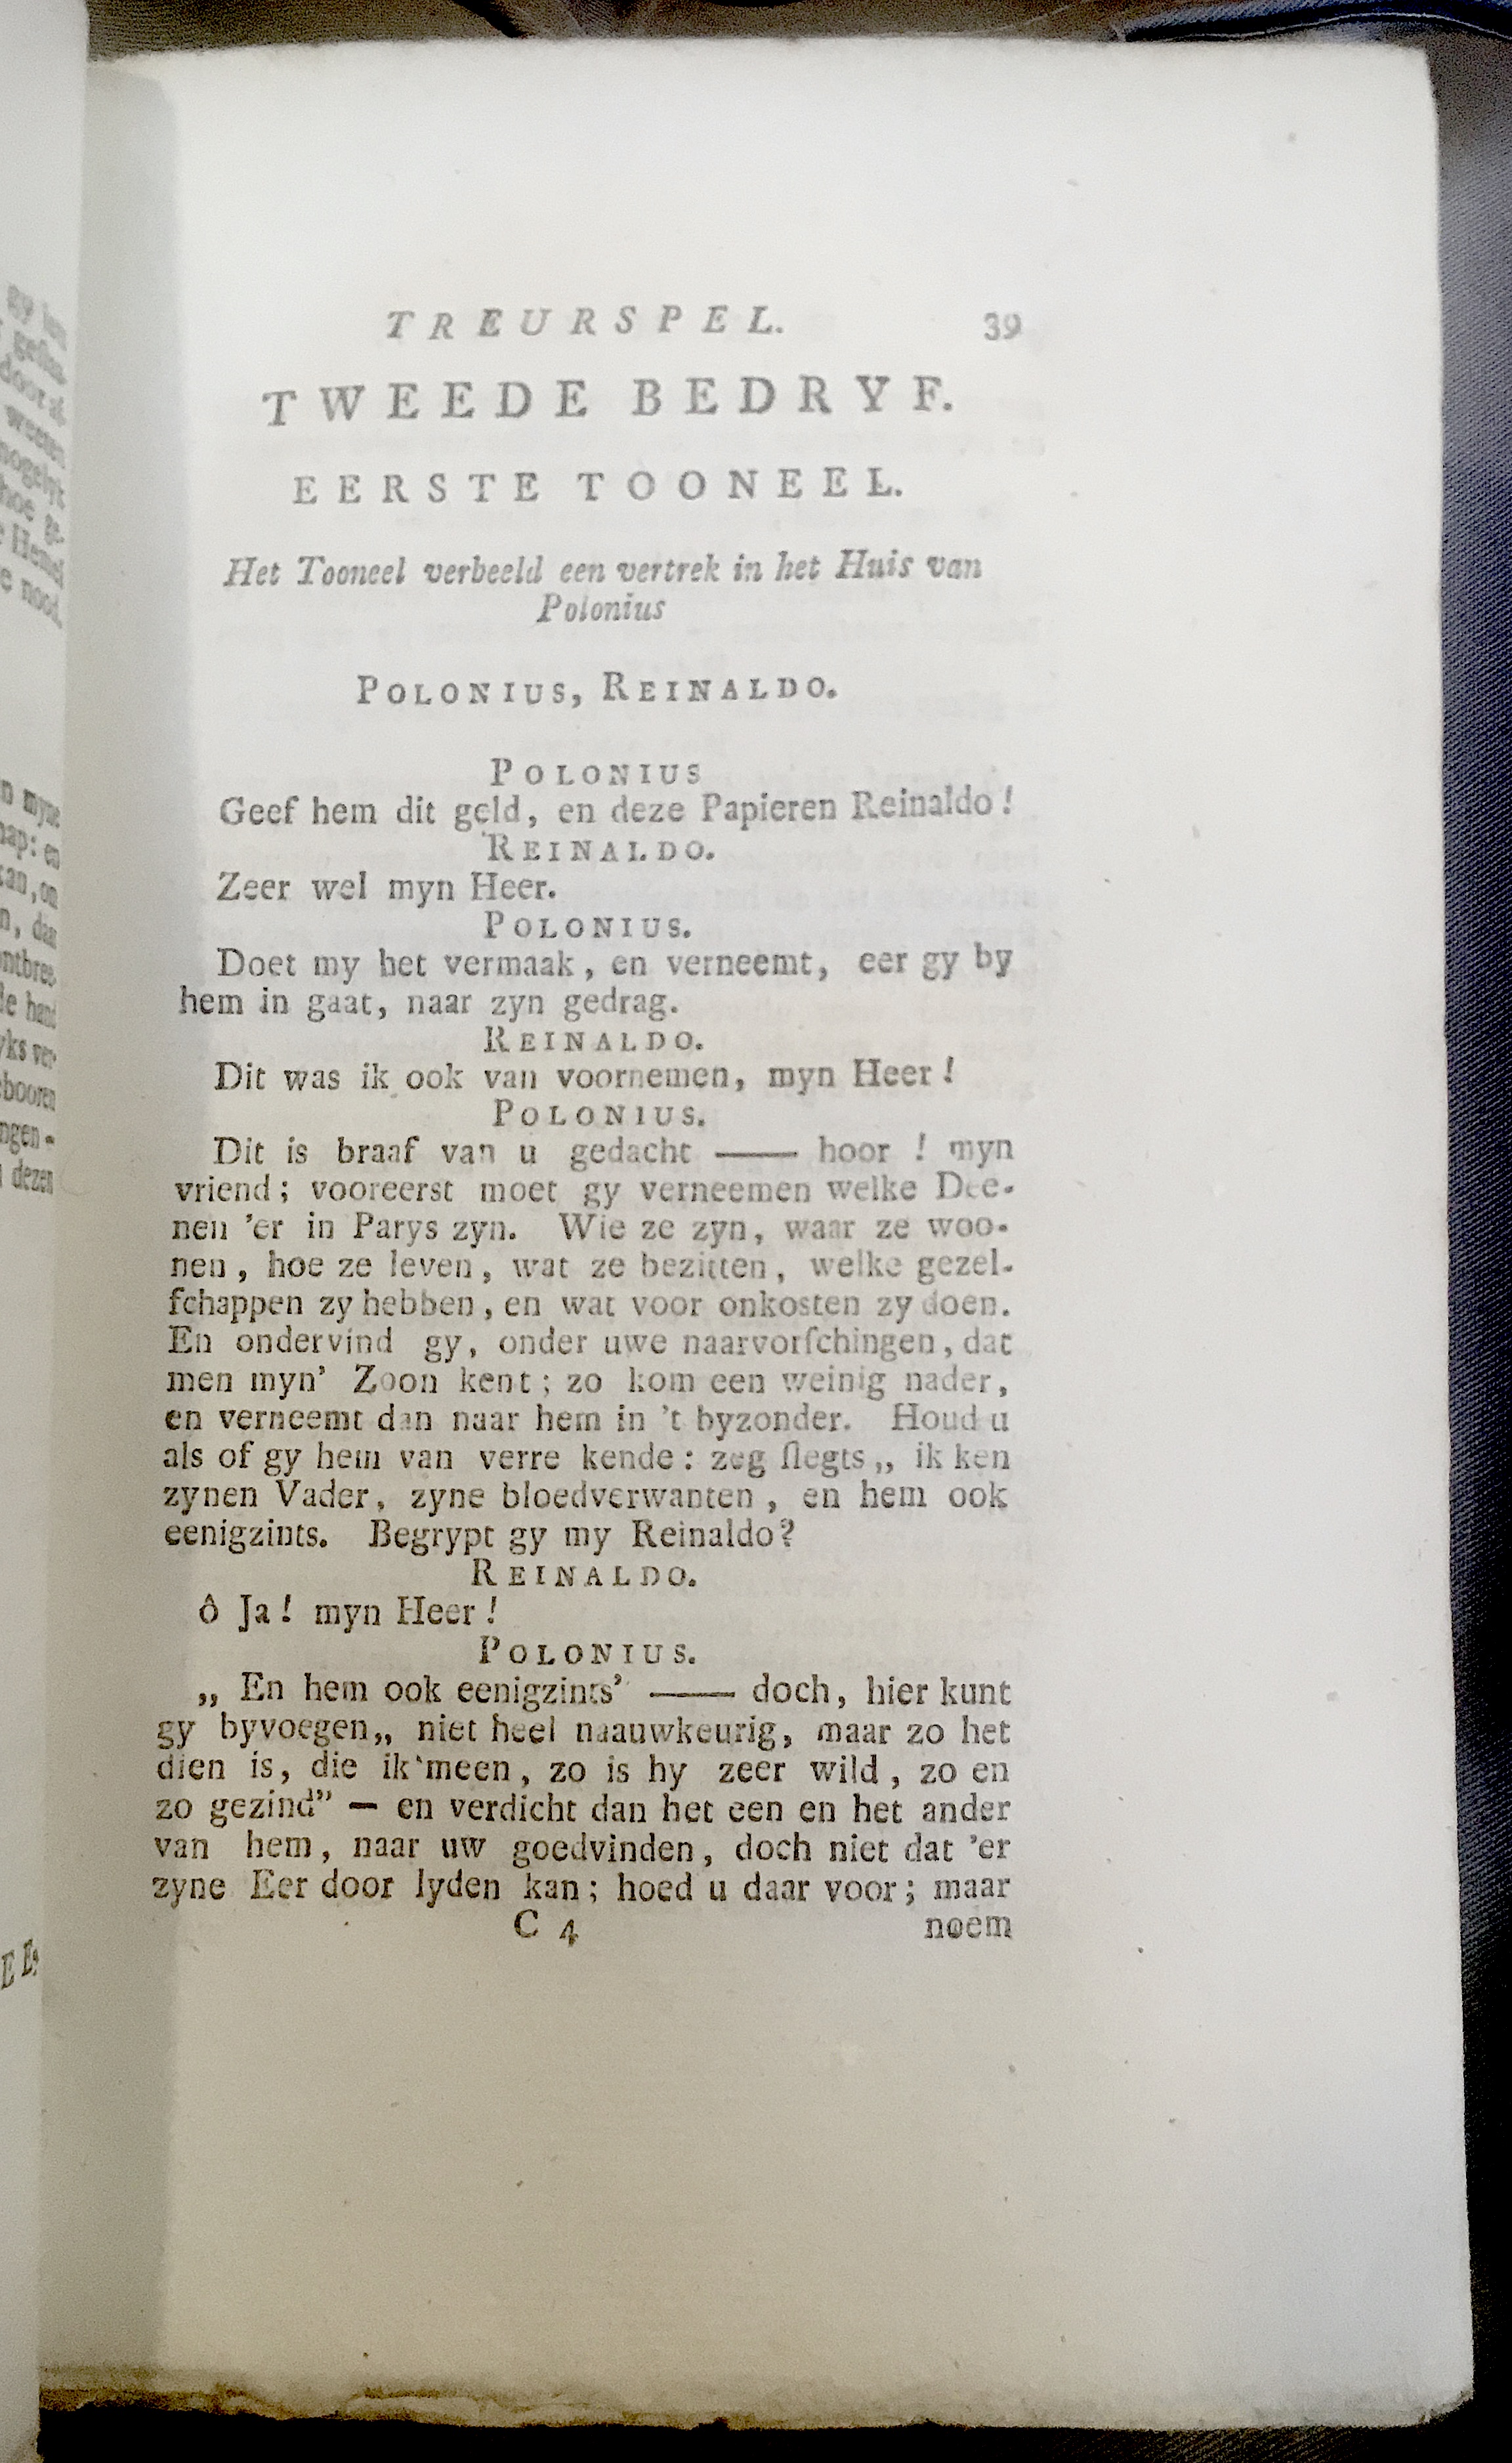 TREURSPEL. 39
TWEEDE BEDRYF.
EERSTE TOONEEL.
Het Tooneel verbeeld een vertrek in het Huis van
Polonius
POLONIUS, REINALDO.
POLONIUS
Geef hem dit geld, en deze Papieren Reinaldo!
REINALDO.
Zeer wel myn Heer.
POLONIUS.
Doet my het vermaak, en verneemt, eer gy by
hem in gaat, naar zyn gedrag.
REINALDO.
Dit was ik ook van voornemen, myn Heer!
POLONIUS.
Dit is braaf van u gedacht —— hoor! myn
vriend; vooreerst moet gy verneemen welke Dee-
nen 'er in Parys zyn. Wie ze zyn, waar ze woo-
nen, hoe ze leven, wat ze bezitten, welke gezel-
ſchappen zy hebben, en wat voor onkosten zy doen.
En ondervind gy, onder uwe naarvorſchingen, dat
men myn' Zoon kent; zo kom een weinig nader,
en verneemt dan naar hem in 't byzonder. Houd u
als of gy hem van verre kende: zeg ſlegts „ ik ken
zynen Vader, zyne bloedverwanten, en hem ook
eenigzints. Begrypt gy my Reinaldo?
REINALDO.
ô Ja! myn Heer!
POLONIUS.
„ En hem ook eenigzints' —— doch, hier kunt
gy byvoegen„ niet heel naauwkeurig, maar zo het
dien is, die ik'meen, zo is hy zeer wild, zo en
zo gezind" — en verdicht dan het een en het ander
van hem, naar uw goedvinden, doch niet dat 'er
zyne Eer door lyden kan; hoed u daar voor; maar
C 4 noem